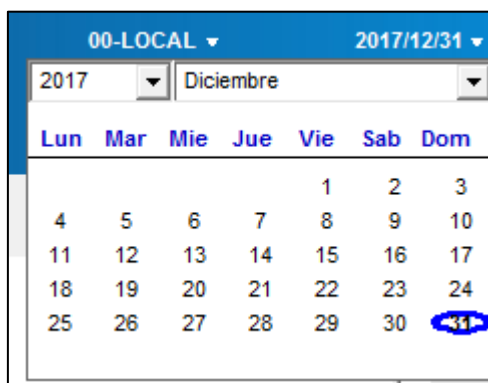 00-LOCAL 2017/12/31
2017 Diciembre
Lun Mar Mie Jue Vie Sab Dom
1 2 3
4 5 6 7 8 9 10
11 12 13 14 15 16 17
18 19 20 21 22 23 24
25 26 27 28 29 30 31